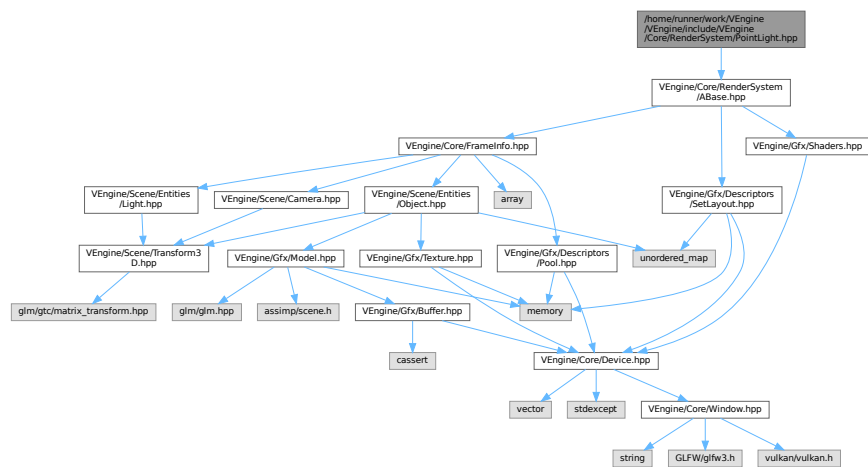 /home/runner/work/VEngine
/VEngine/include/VEngine
/Core/RenderSystem/PointLight.hpp
VEngine/Core/RenderSystem
/ABase.hpp
VEngine/Core/FrameInfo.hpp
VEngine/Gfx/Shaders.hpp
VEngine/Scene/Entities
/Light.hpp
VEngine/Scene/Camera.hpp
VEngine/Scene/Entities
/Object.hpp
array
VEngine/Gfx/Descriptors
/SetLayout.hpp
VEngine/Scene/Transform3
D.hpp
VEngine/Gfx/Model.hpp
VEngine/Gfx/Texture.hpp
VEngine/Gfx/Descriptors
/Pool.hpp
unordered_map
glm/gtc/matrix_transform.hpp
glm/glm.hpp
assimp/scene.h
VEngine/Gfx/Buffer.hpp
memory
cassert
VEngine/Core/Device.hpp
vector
stdexcept
VEngine/Core/Window.hpp
string
GLFW/glfw3.h
vulkan/vulkan.h